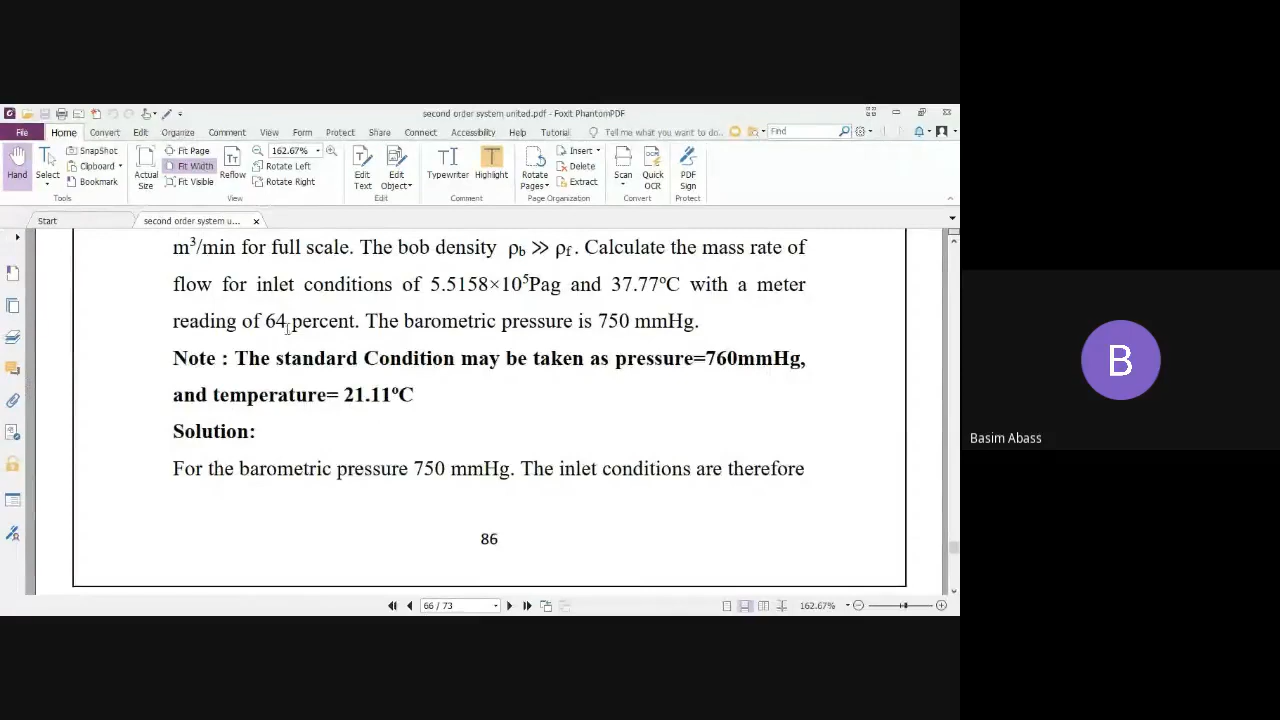 second order system united.pdf - Foxit PhantomPDF
File Home Convert Edit Organize Comment View Form Protect Share Connect Accessibility Help Tutorial Tell me what you want to do.. Find
Hand
Select
SnapShot
Clipboard
Bookmark
Tools
Actual Size
Fit Page
Fit Width
Fit Visible
Reflow
162.67%
Rotate Left
Rotate Right
View
Edit Text
Edit Object
Edit
Typewriter
Highlight
Comment
Rotate Pages
Insert
Delete
Extract
Page Organization
Scan
Quick OCR
Convert
PDF Sign
Protect
Start
second order system u...
m³/min for full scale. The bob density ρb ≫ ρf. Calculate the mass rate of
flow for inlet conditions of 5.5158×10⁵Pag and 37.77ºC with a meter
reading of 64 percent. The barometric pressure is 750 mmHg.
Note : The standard Condition may be taken as pressure=760mmHg,
and temperature= 21.11ºC
Solution:
For the barometric pressure 750 mmHg. The inlet conditions are therefore
86
66 / 73
162.67%
B
Basim Abass